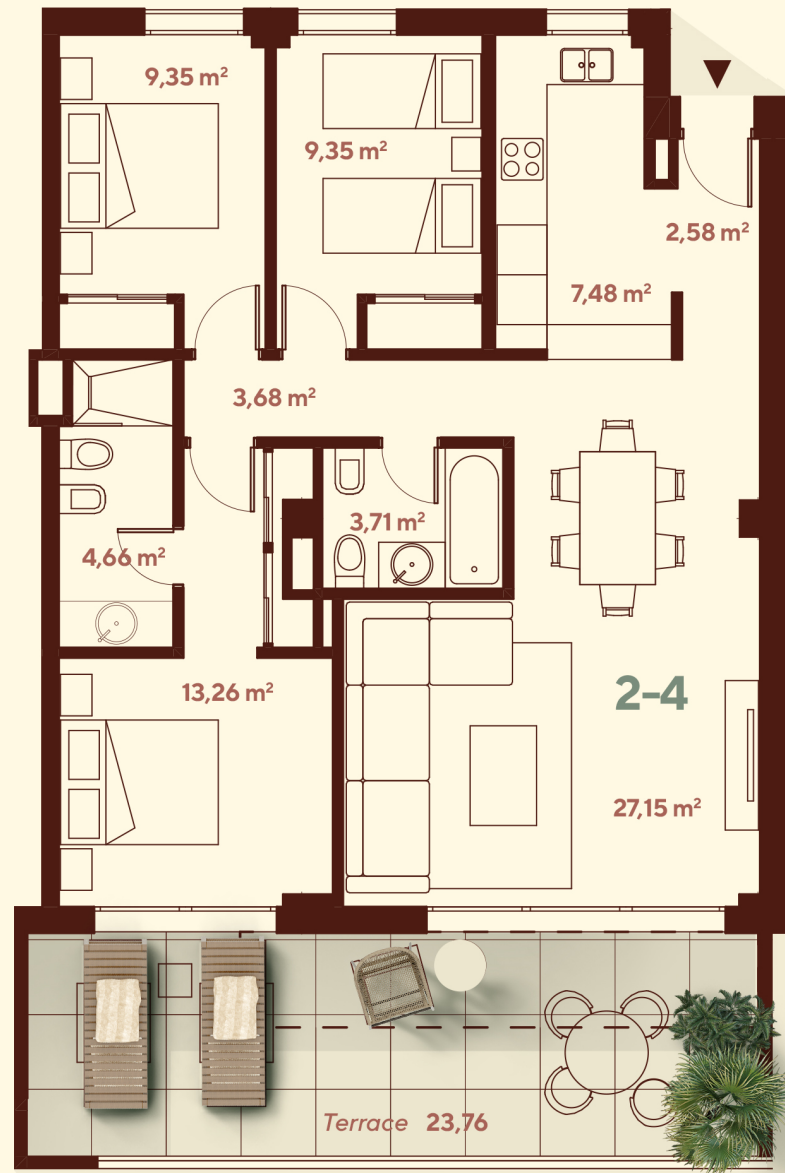 9,35 m²
9,35 m²
2,58 m²
7,48 m²
3,68 m²
3,71 m²
4,66 m²
13,26 m²
2-4
27,15 m²
Terrace 23,76